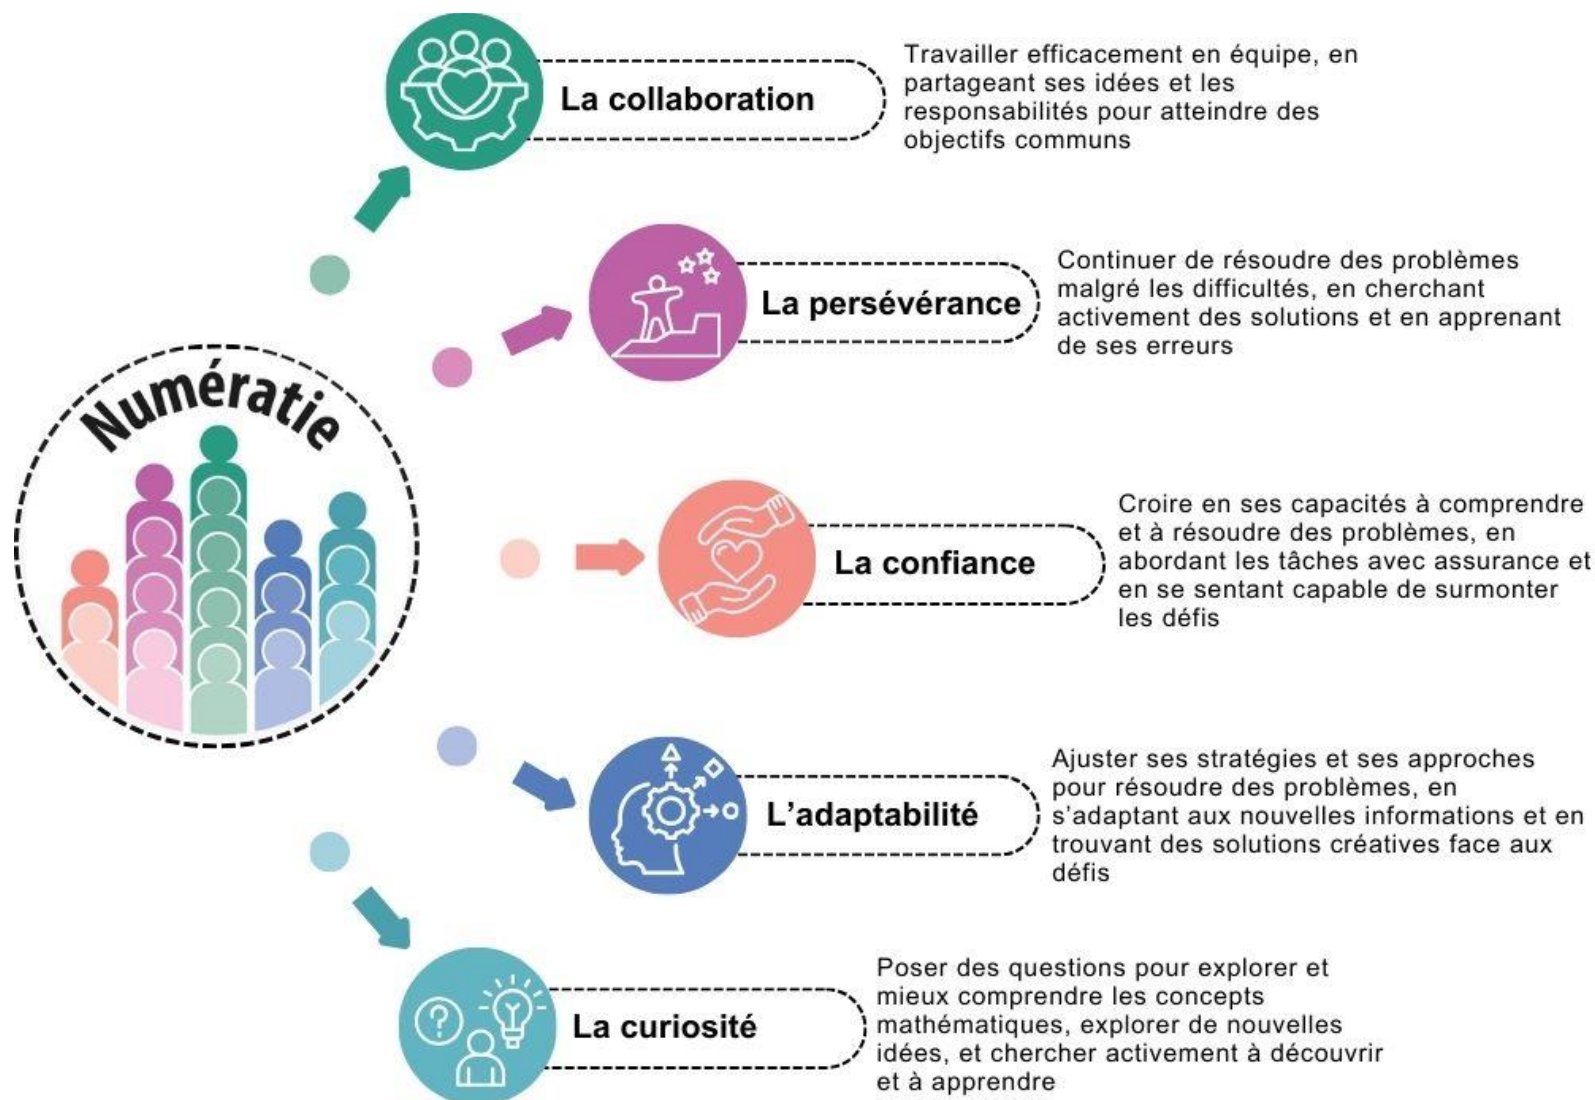 La collaboration
Travailler efficacement en équipe, en
partageant ses idées et les
responsabilités pour atteindre des
objectifs communs
La persévérance
Continuer de résoudre des problèmes
malgré les difficultés, en cherchant
activement des solutions et en apprenant
de ses erreurs
Numératie
La confiance
Croire en ses capacités à comprendre
et à résoudre des problèmes, en
abordant les tâches avec assurance et
en se sentant capable de surmonter
les défis
L'adaptabilité
Ajuster ses stratégies et ses approches
pour résoudre des problèmes, en
s'adaptant aux nouvelles informations et en
trouvant des solutions créatives face aux
défis
?
La curiosité
Poser des questions pour explorer et
mieux comprendre les concepts
mathématiques, explorer de nouvelles
idées, et chercher activement à découvrir
et à apprendre